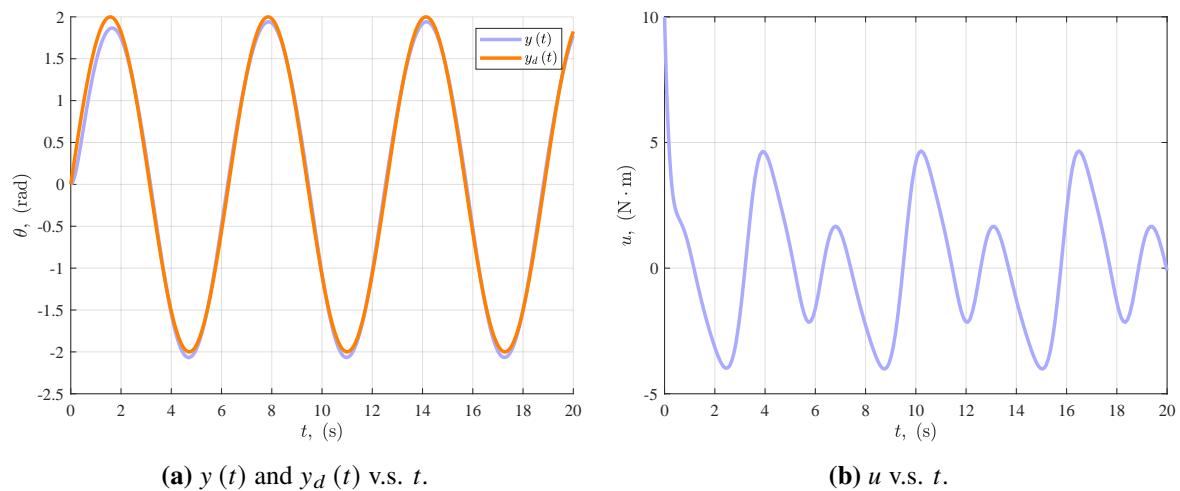 2
1.5
1
0.5
0
-0.5
-1
-1.5
-2
-2.5
θ, (rad)
y (t)
y_d (t)
0 2 4 6 8 10 12 14 16 18 20
t, (s)
(a) y (t) and y_d (t) v.s. t.
10
5
0
-5
u, (N · m)
0 2 4 6 8 10 12 14 16 18 20
t, (s)
(b) u v.s. t.